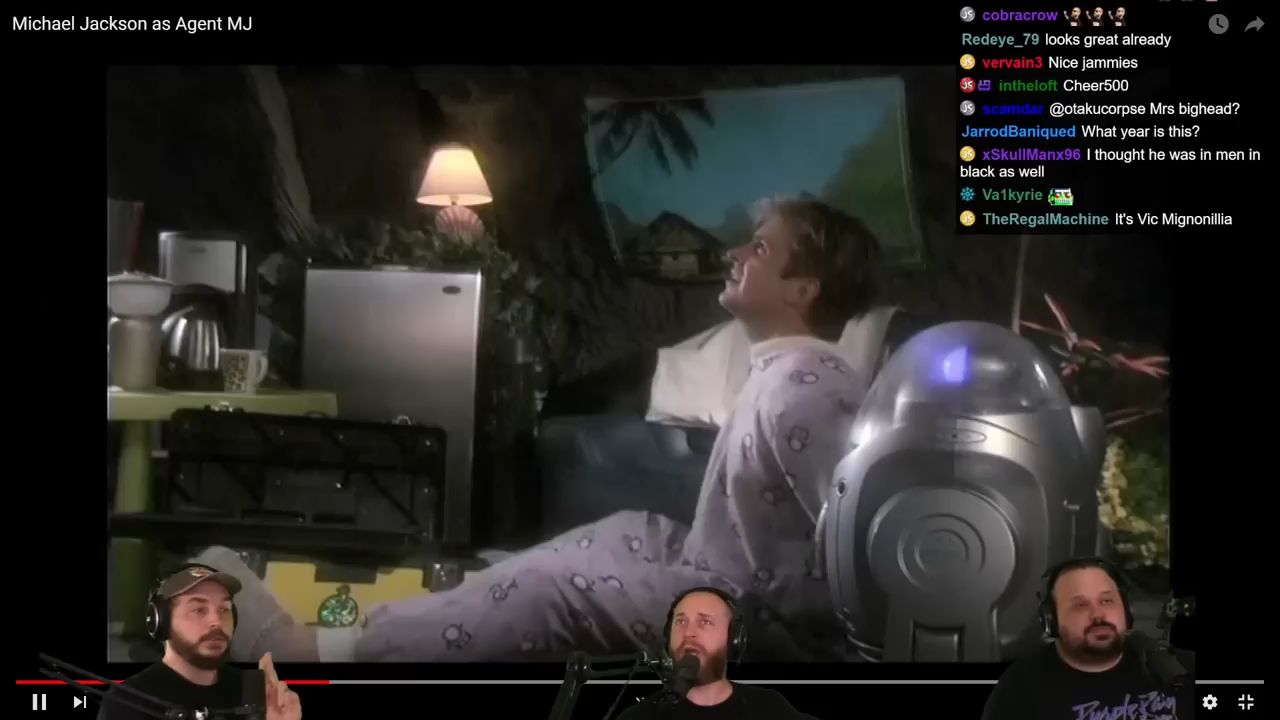 Michael Jackson as Agent MJ
cobracrow
Redeye_79 looks great already
vervain3 Nice jammies
intheloft Cheer500
scamdar @otakucorpse Mrs bighead?
JarrodBaniqued What year is this?
xSkullManx96 I thought he was in men in
black as well
Va1kyrie
TheRegalMachine It's Vic Mignonillia
Purple Rain